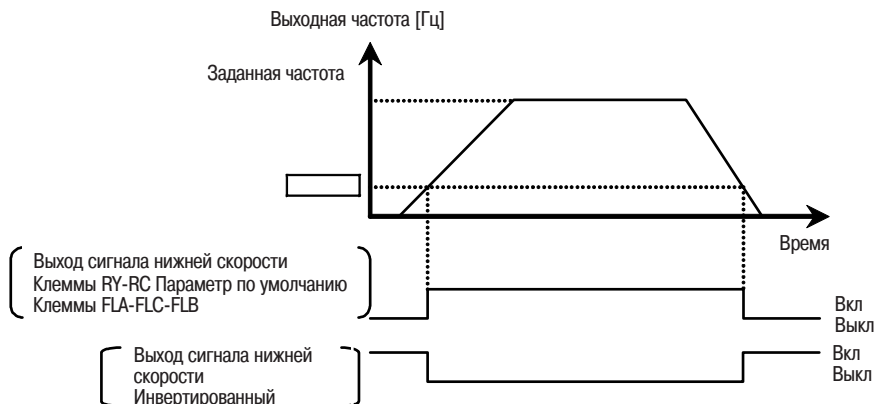 Выходная частота [Гц]
Заданная частота
Время
Выход сигнала нижней скорости
Клеммы RY-RC Параметр по умолчанию
Клеммы FLA-FLC-FLB
Вкл
Выкл
Выход сигнала нижней
скорости
Инвертированный
Вкл
Выкл